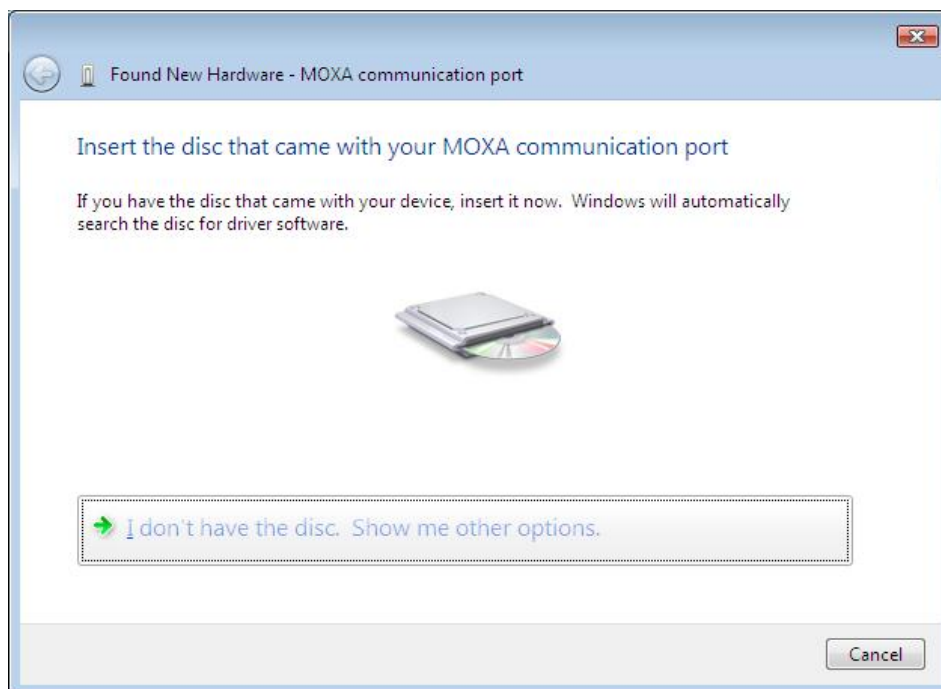 Found New Hardware - MOXA communication port
Insert the disc that came with your MOXA communication port
If you have the disc that came with your device, insert it now.  Windows will automatically
search the disc for driver software.
I don't have the disc.  Show me other options.
Cancel